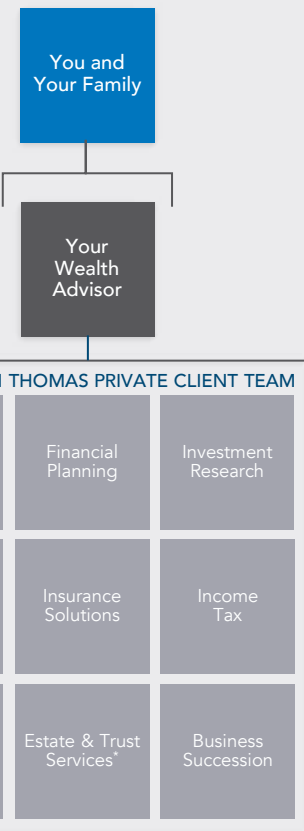 You and
Your Family
Your
Wealth
Advisor
THOMAS PRIVATE CLIENT TEAM
Financial
Planning
Investment
Research
Insurance
Solutions
Income
Tax
Estate & Trust
Services*
Business
Succession